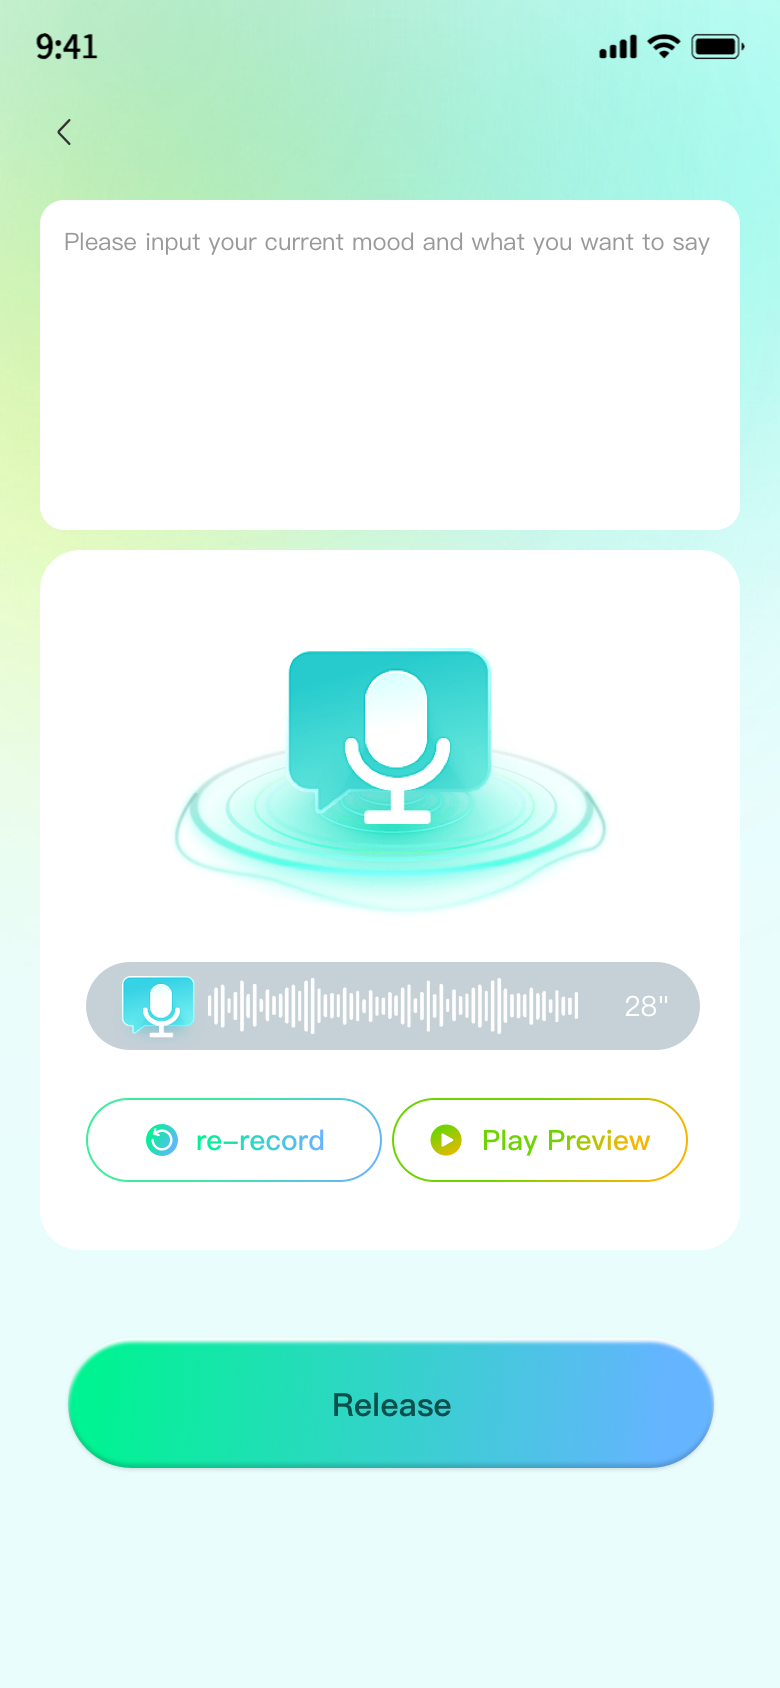 9:41
Please input your current mood and what you want to say
28"
re-record
Play Preview
Release